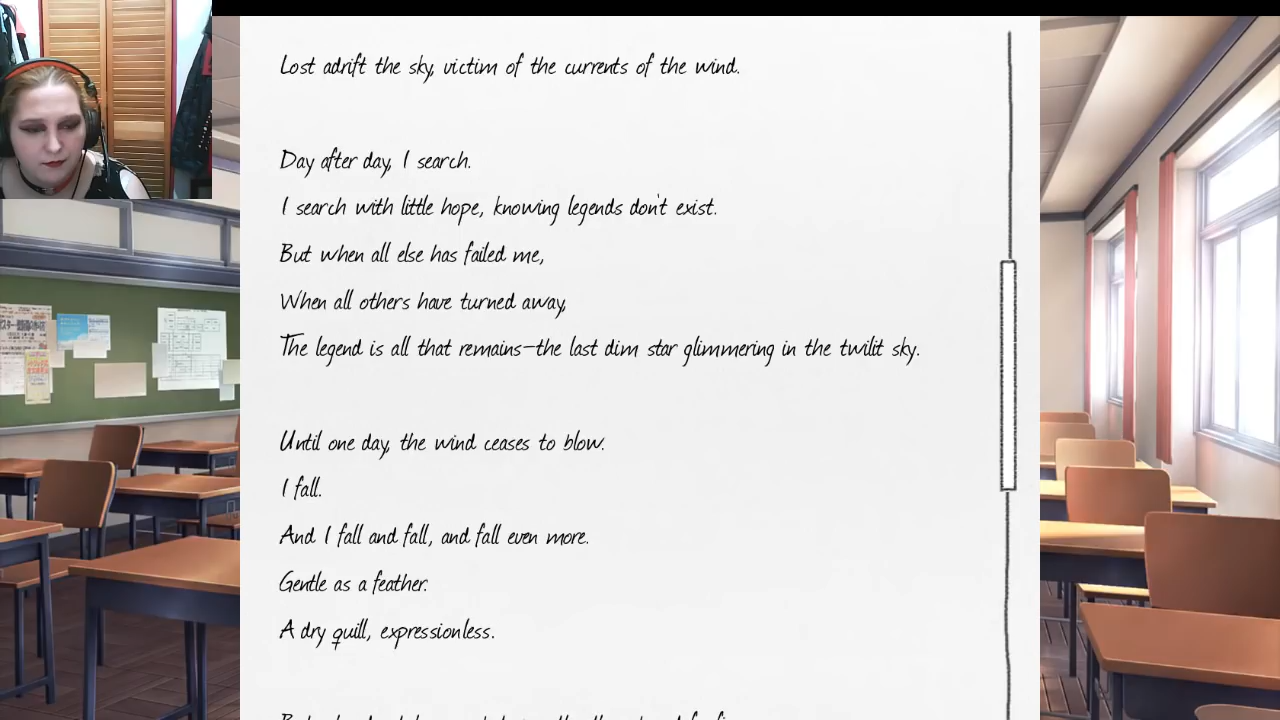 Lost adrift the sky, victim of the currents of the wind.
Day after day, I search.
I search with little hope, knowing legends don't exist.
But when all else has failed me,
When all others have turned away,
The legend is all that remains—the last dim star glimmering in the twilit sky.
Until one day, the wind ceases to blow.
I fall.
And I fall and fall, and fall even more.
Gentle as a feather.
A dry quill, expressionless.